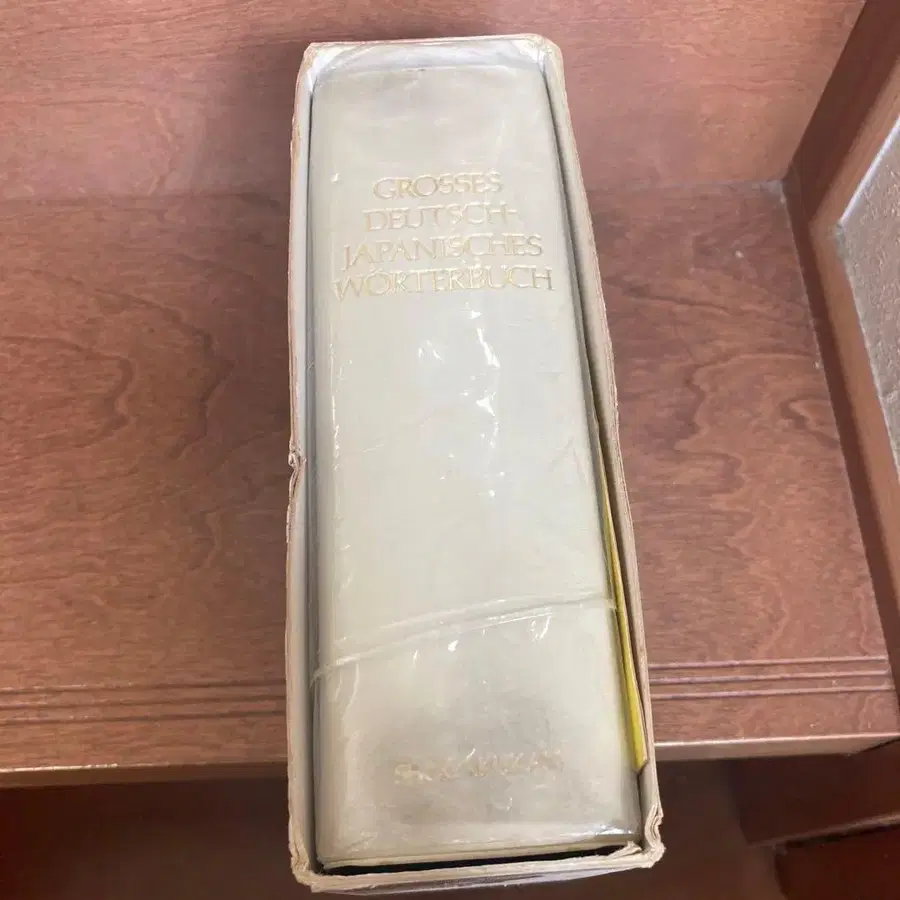 GROSSES
DEUTSCH-
JAPANISCHES
WÖRTERBUCH
SHOGAKUKAN